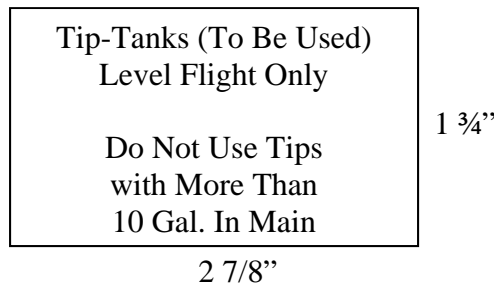 Tip-Tanks (To Be Used)
Level Flight Only
Do Not Use Tips
with More Than
10 Gal. In Main
1 ¾”
2 7/8”